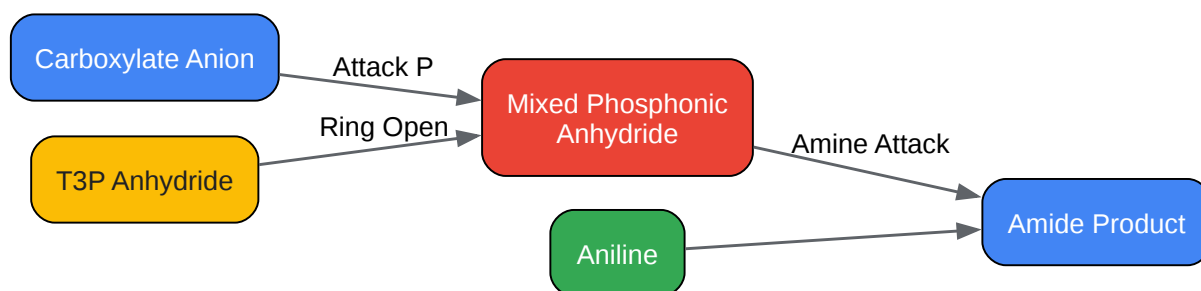 Carboxylate Anion
Attack P
Mixed Phosphonic
Anhydride
Ring Open
T3P Anhydride
Amine Attack
Amide Product
Aniline